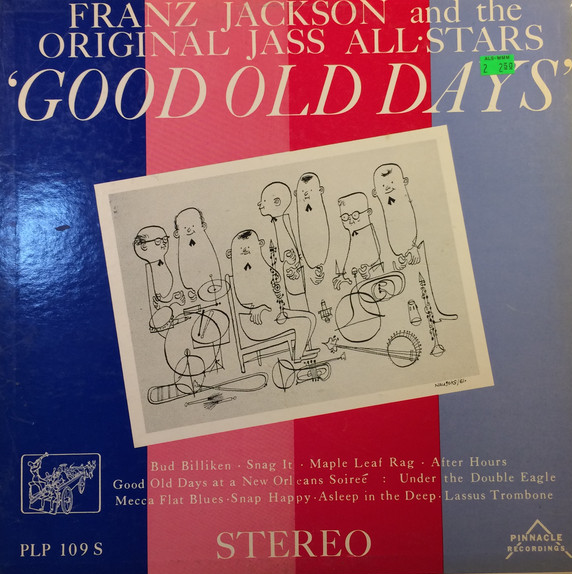 FRANZ JACKSON and the
ORIGINAL JASS ALL·STARS
'GOOD OLD DAYS'
Bud Billiken · Snag It · Maple Leaf Rag · After Hours
Good Old Days at a New Orleans Soireé : Under the Double Eagle
Mecca Flat Blues · Snap Happy · Asleep in the Deep · Lassus Trombone
PLP 109 S
STEREO
PINNACLE
RECORDINGS